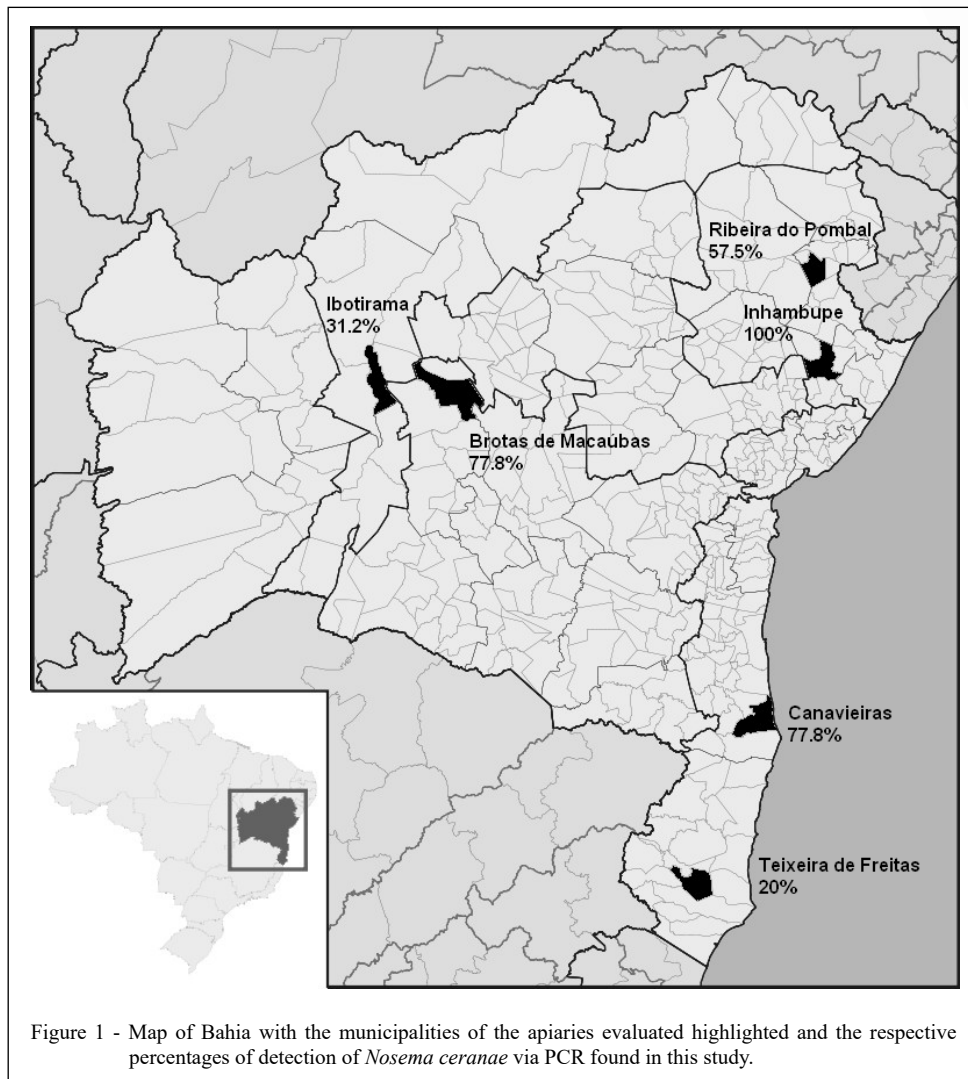 Ribeira do Pombal
57.5%
Ibotirama
31.2%
Inhambupe
100%
Brotas de Macaúbas
77.8%
Canavieiras
77.8%
Teixeira de Freitas
20%
Figure 1 - Map of Bahia with the municipalities of the apiaries evaluated highlighted and the respective
percentages of detection of Nosema ceranae via PCR found in this study.